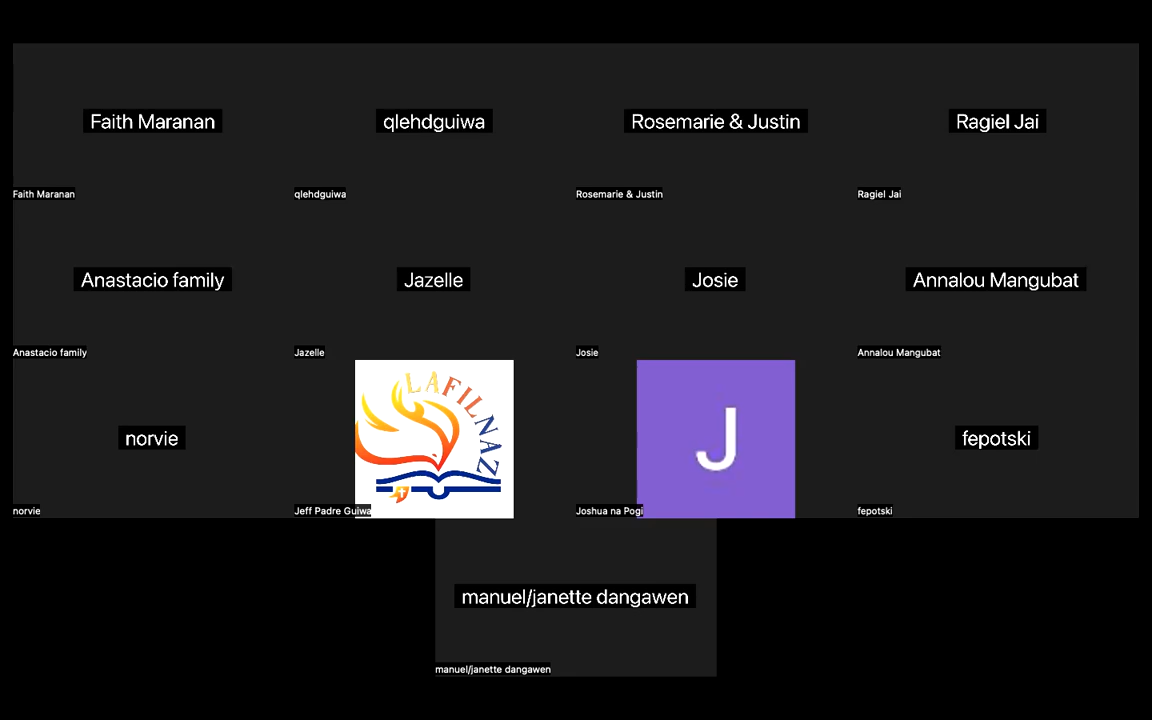 Faith Maranan
qlehdguiwa
Rosemarie & Justin
Ragiel Jai
Faith Maranan
qlehdguiwa
Rosemarie & Justin
Ragiel Jai
Anastacio family
Jazelle
Josie
Annalou Mangubat
Anastacio family
Jazelle
Josie
Annalou Mangubat
norvie
LAFILNAZ
J
fepotski
norvie
Jeff Padre Guiwa
Joshua na Pogi
fepotski
manuel/janette dangawen
manuel/janette dangawen